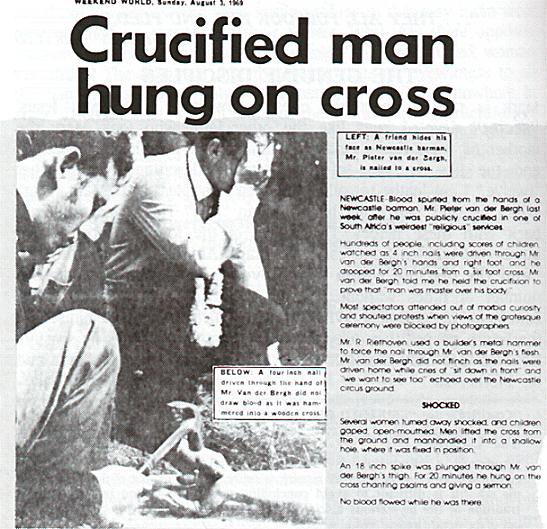 WEEKEND WORLD, Sunday, August 3, 1969
Crucified man
hung on cross
LEFT: A friend hides his
face as Newcastle barman,
Mr. Pieter van der Bergh,
is nailed to a cross.
NEWCASTLE-Blood spurted from the hands of a
Newcastle barman, Mr. Pieter van der Bergh last
week, after he was publicly crucified in one of
South Africa's weirdest "religious" services.
Hundreds of people, including scores of children,
watched as 4 inch nails were driven through Mr.
van der Bergh's hands and right foot and he
drooped for 20 minutes from a six foot cross. Mr.
van der Bergh told me he held the crucifixion to
prove that "man was master over his body."
Most spectators attended out of morbid curiosity
and shouted protests when views of the grotesque
ceremony were blocked by photographers.
Mr. R. Riethoven used a builder's metal hammer
to force the nail through Mr. van der Bergh's flesh.
Mr. van der Bergh did not flinch as the nails were
driven home while cries of "sit down in front" and
"we want to see too" echoed over the Newcastle
circus ground.
BELOW: A four inch nail
driven through the hand of
Mr. Van der Bergh did not
draw blood as it was ham-
mered into a wooden cross.
SHOCKED
Several women turned away shocked, and children
gaped, open-mouthed. Men lifted the cross from
the ground and manhandled it into a shallow
hole, where it was fixed in position.
An 18 inch spike was plunged through Mr. van
der Bergh's thigh. For 20 minutes he hung on the
cross chanting psalms and giving a sermon.
No blood flowed while he was there.